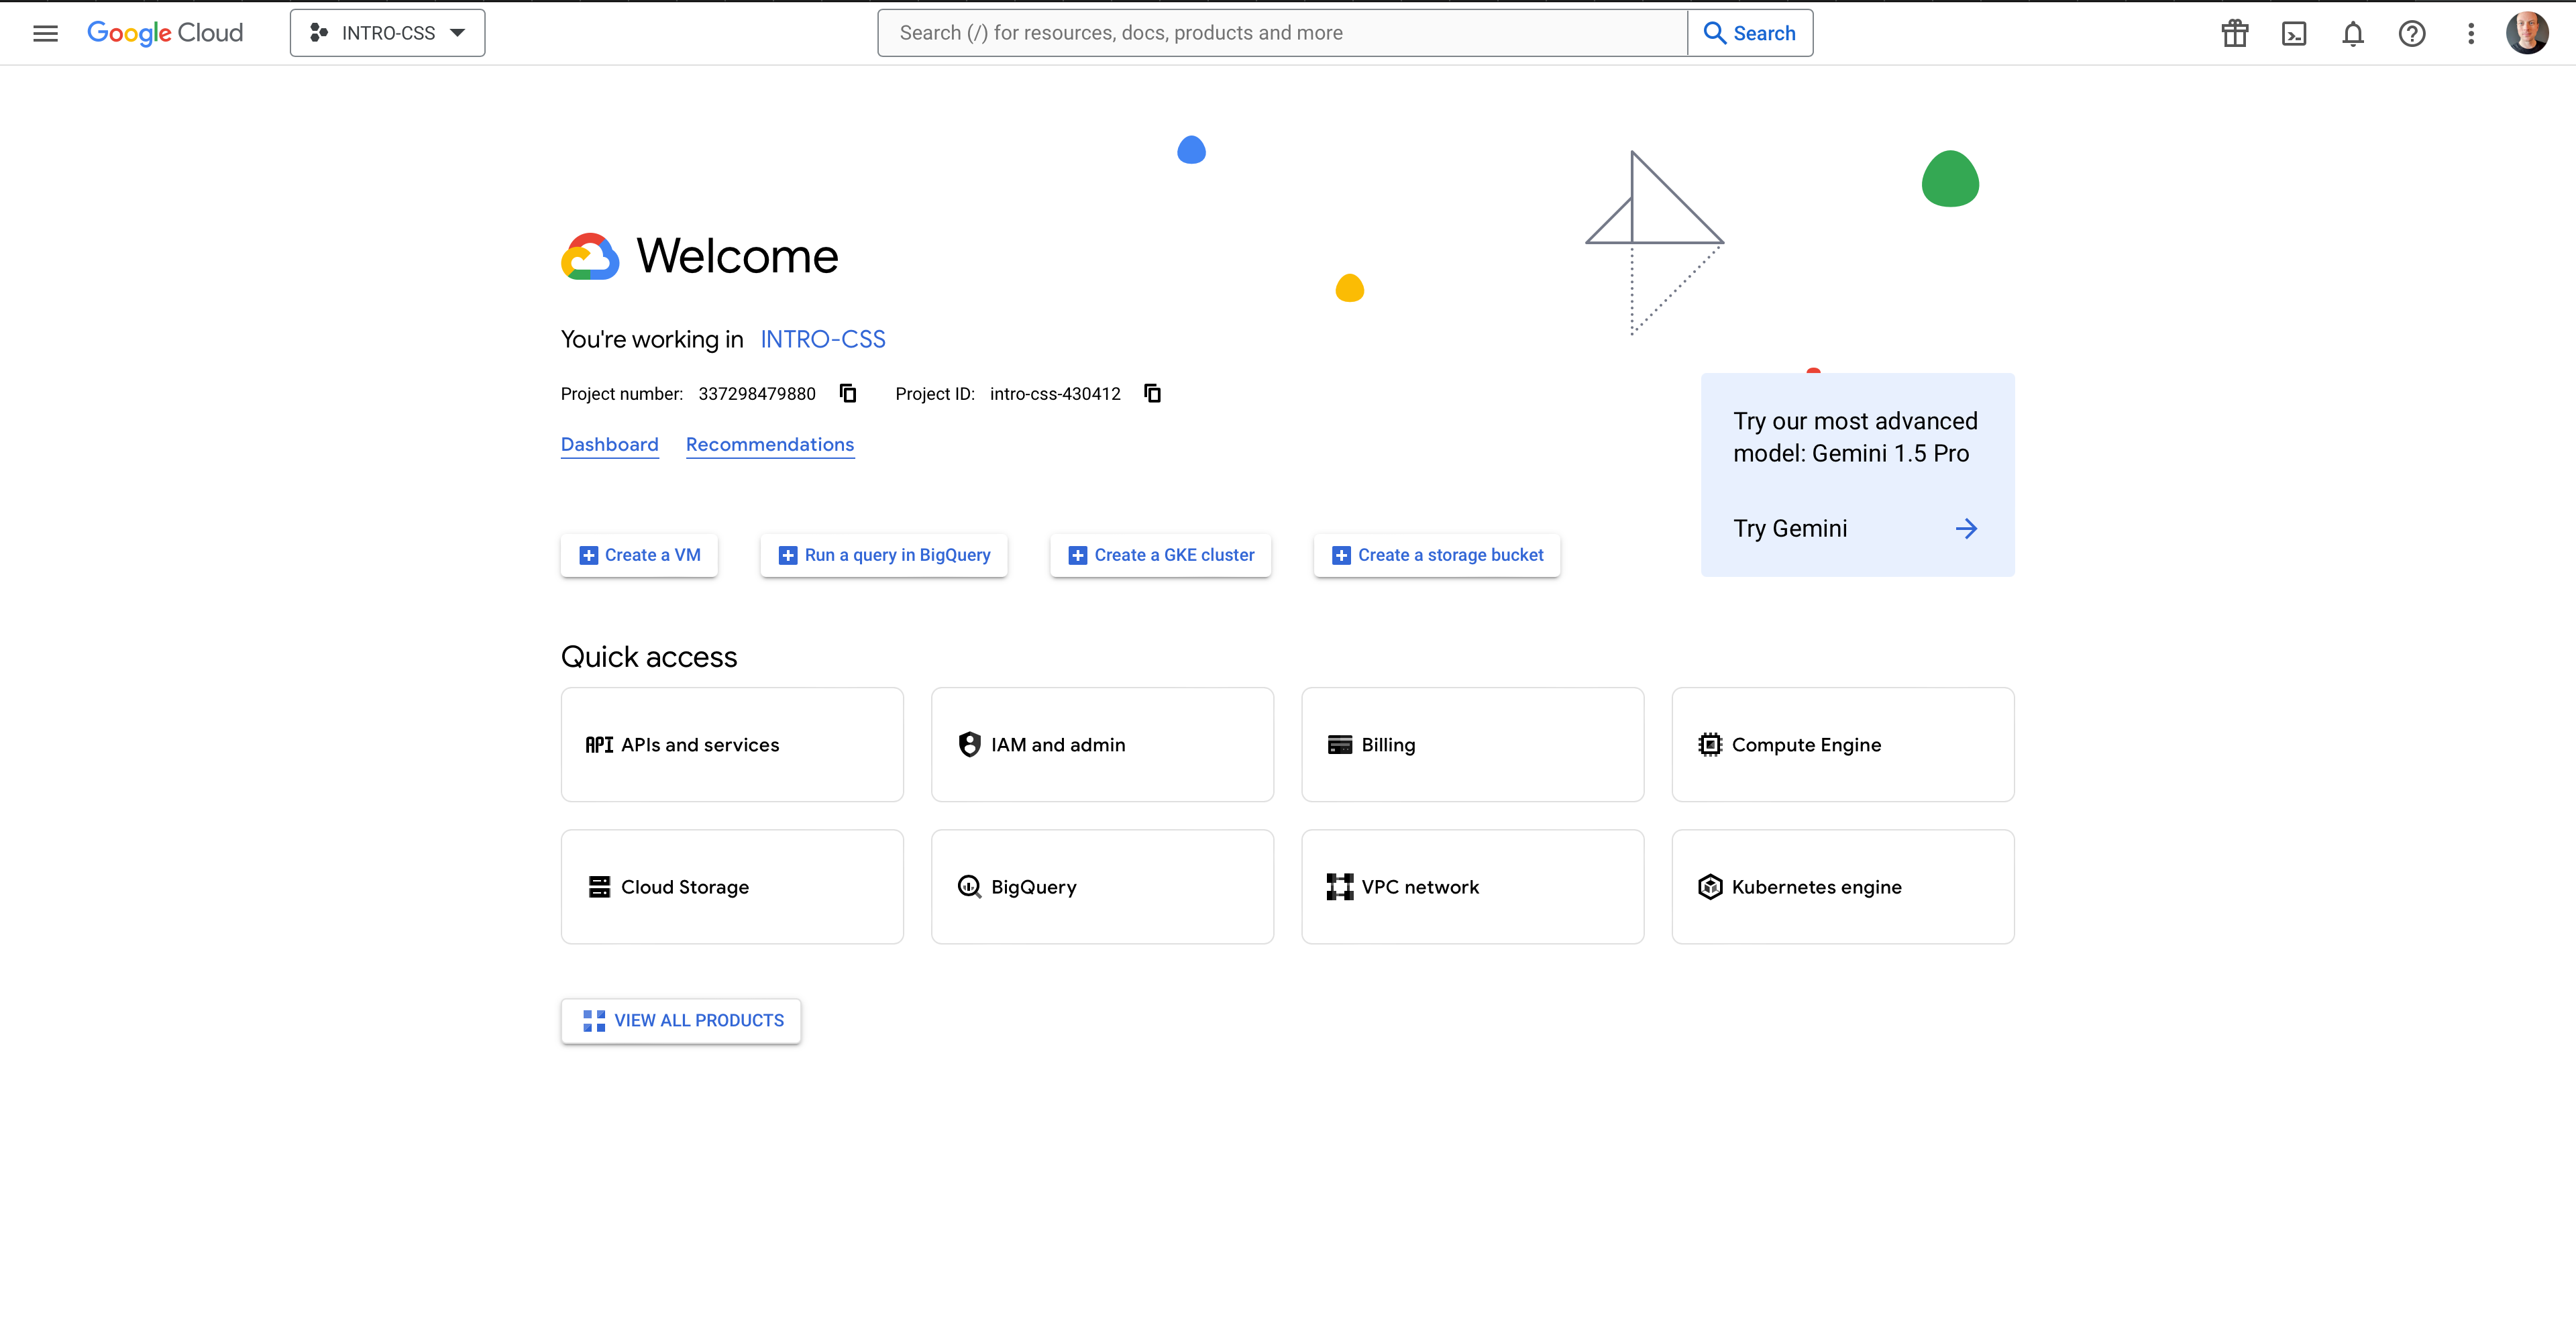 Google Cloud
INTRO-CSS
Search (/) for resources, docs, products and more
Search
Welcome
You're working in INTRO-CSS
Project number: 337298479880 Project ID: intro-css-430412
Dashboard Recommendations
Try our most advanced
model: Gemini 1.5 Pro
Try Gemini
Create a VM
Run a query in BigQuery
Create a GKE cluster
Create a storage bucket
Quick access
API APIs and services
IAM and admin
Billing
Compute Engine
Cloud Storage
BigQuery
VPC network
Kubernetes engine
VIEW ALL PRODUCTS